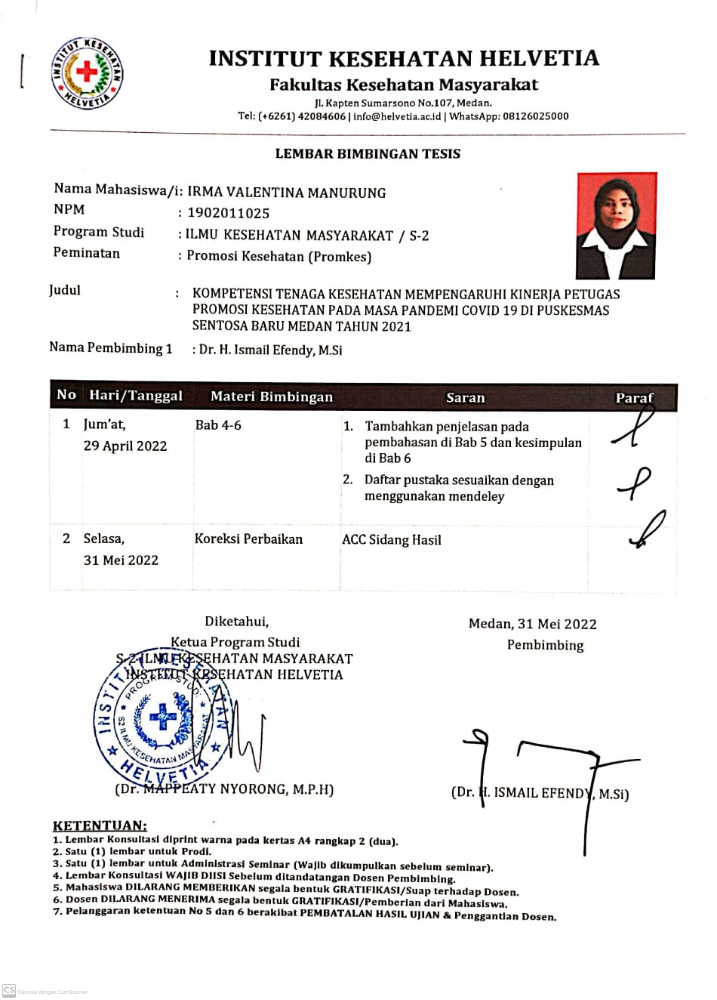 INSTITUT KESEHATAN
HELVETIA
INSTITUT KESEHATAN HELVETIA
Fakultas Kesehatan Masyarakat
Jl. Kapten Sumarsono No.107, Medan.
Tel: (+6261) 42084606 | info@helvetia.ac.id | WhatsApp: 08126025000
LEMBAR BIMBINGAN TESIS
Nama Mahasiswa/i: IRMA VALENTINA MANURUNG
NPM : 1902011025
Program Studi : ILMU KESEHATAN MASYARAKAT / S-2
Peminatan : Promosi Kesehatan (Promkes)
Judul : KOMPETENSI TENAGA KESEHATAN MEMPENGARUHI KINERJA PETUGAS
PROMOSI KESEHATAN PADA MASA PANDEMI COVID 19 DI PUSKESMAS
SENTOSA BARU MEDAN TAHUN 2021
Nama Pembimbing 1 : Dr. H. Ismail Efendy, M.Si
No Hari/Tanggal Materi Bimbingan Saran Paraf
1 Jum'at, Bab 4-6 1. Tambahkan penjelasan pada
29 April 2022 pembahasan di Bab 5 dan kesimpulan
di Bab 6
2. Daftar pustaka sesuaikan dengan
menggunakan mendeley
2 Selasa, Koreksi Perbaikan ACC Sidang Hasil
31 Mei 2022
Diketahui,
Ketua Program Studi
S-2 ILMU KESEHATAN MASYARAKAT
INSTITUT KESEHATAN HELVETIA
INSTITUT KESEHATAN
HELVETIA
PROGRAM STUDI
S2 ILMU KESEHATAN MASYARAKAT
(Dr. MAPPEATY NYORONG, M.P.H)
Medan, 31 Mei 2022
Pembimbing
(Dr. H. ISMAIL EFENDY, M.Si)
KETENTUAN:
1. Lembar Konsultasi diprint warna pada kertas A4 rangkap 2 (dua).
2. Satu (1) lembar untuk Prodi.
3. Satu (1) lembar untuk Administrasi Seminar (Wajib dikumpulkan sebelum seminar).
4. Lembar Konsultasi WAJIB DIISI Sebelum ditandatangan Dosen Pembimbing.
5. Mahasiswa DILARANG MEMBERIKAN segala bentuk GRATIFIKASI/Suap terhadap Dosen.
6. Dosen DILARANG MENERIMA segala bentuk GRATIFIKASI/Pemberian dari Mahasiswa.
7. Pelanggaran ketentuan No 5 dan 6 berakibat PEMBATALAN HASIL UJIAN & Penggantian Dosen.
CS Dipindai dengan CamScanner